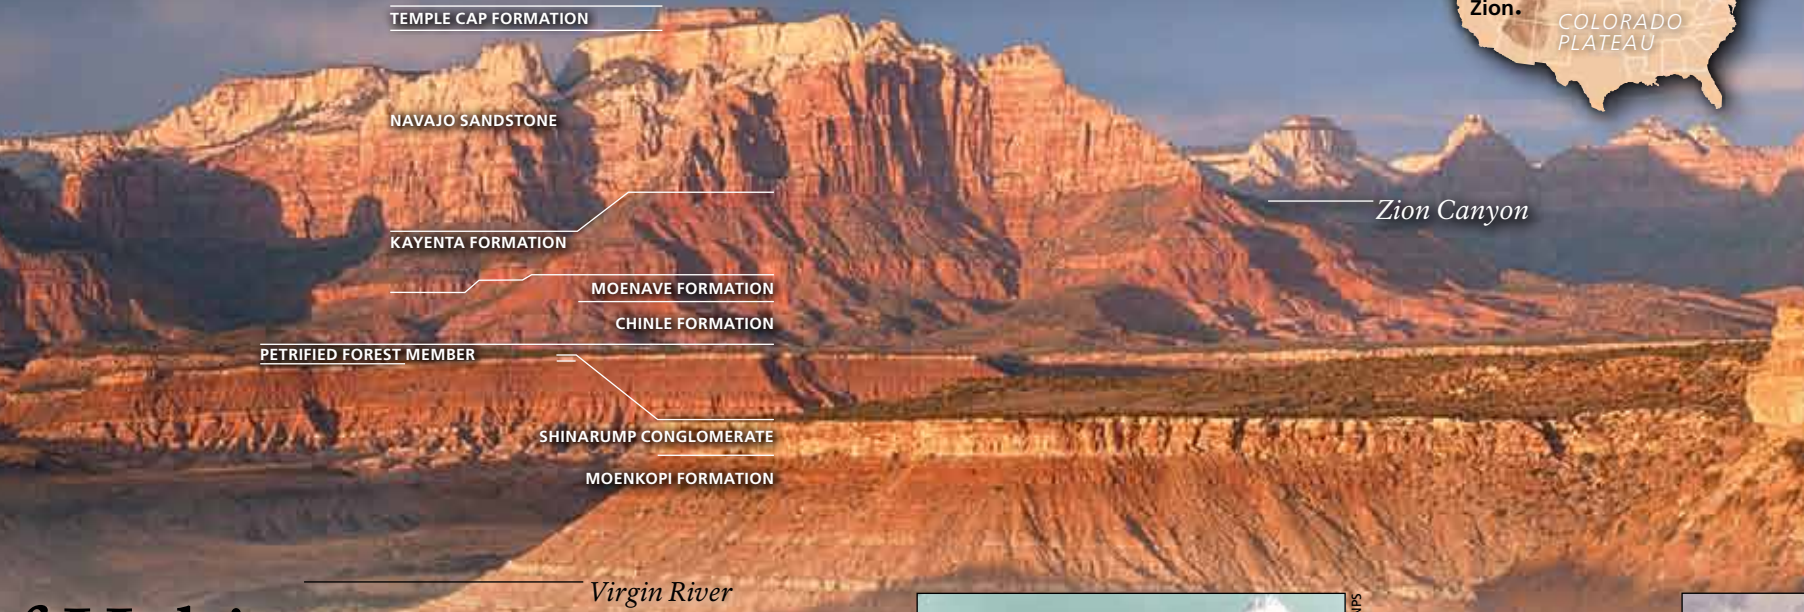 TEMPLE CAP FORMATION
Zion
COLORADO
PLATEAU
NAVAJO SANDSTONE
Zion Canyon
KAYENTA FORMATION
MOENAVE FORMATION
CHINLE FORMATION
PETRIFIED FOREST MEMBER
SHINARUMP CONGLOMERATE
MOENKOPI FORMATION
Virgin River
NPS